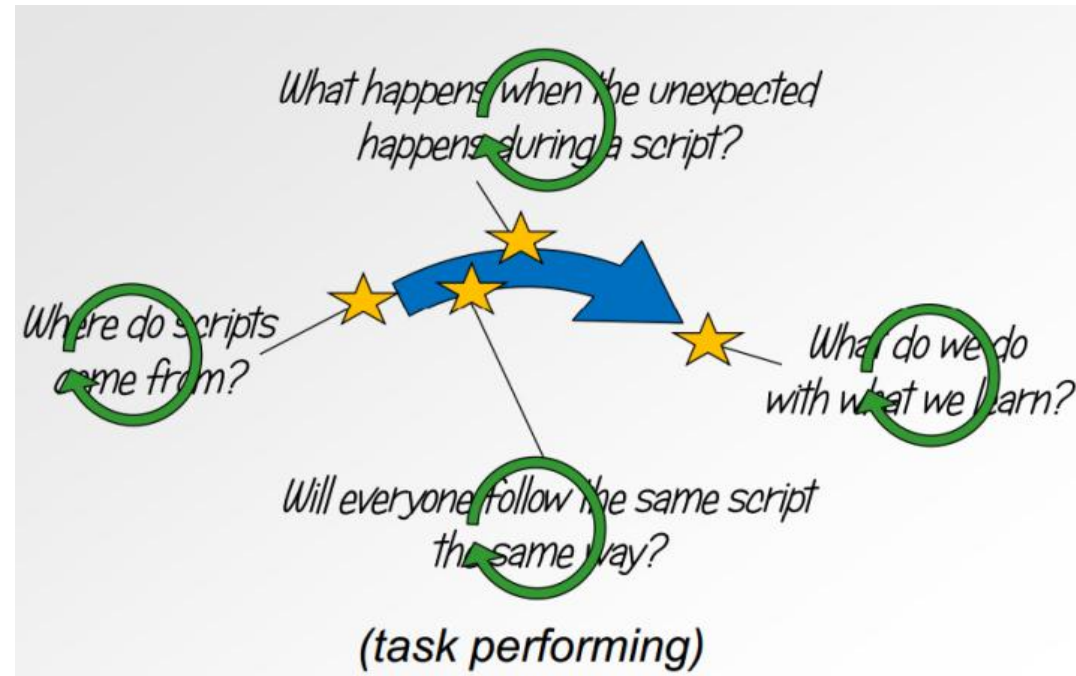 What happens when the unexpected
happens during a script?
Where do scripts
come from?
What do we do
with what we learn?
Will everyone follow the same script
the same way?
(task performing)